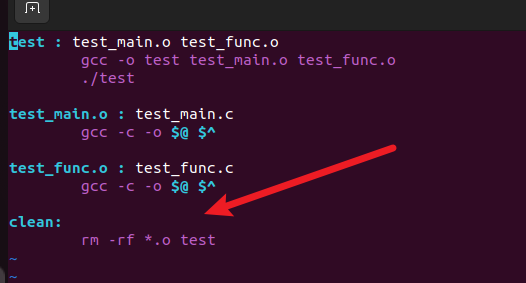 test : test_main.o test_func.o
        gcc -o test test_main.o test_func.o
        ./test

test_main.o : test_main.c
        gcc -c -o $@ $^

test_func.o : test_func.c
        gcc -c -o $@ $^

clean:
        rm -rf *.o test
~
~